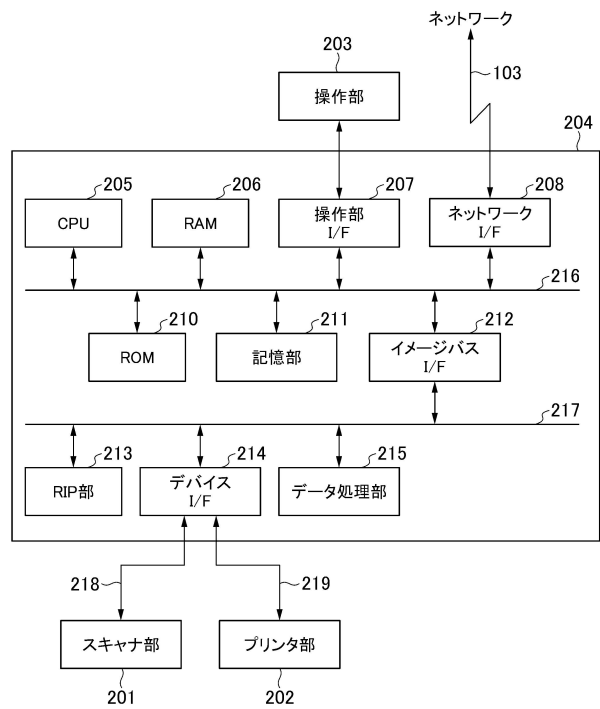 ネットワーク
203
103
操作部
204
205
206
207
208
CPU
RAM
操作部
I/F
ネットワーク
I/F
216
210
211
212
ROM
記憶部
イメージバス
I/F
217
213
214
215
RIP部
デバイス
I/F
データ処理部
218
219
スキャナ部
プリンタ部
201
202